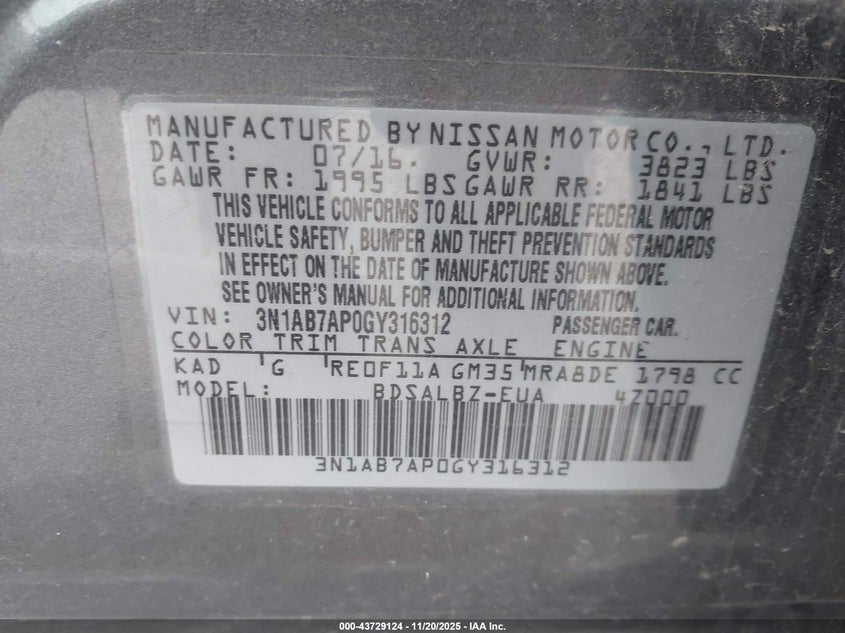 MANUFACTURED BY NISSAN MOTOR CO., LTD.
DATE: 07/16. GVWR: 3823 LBS
GAWR FR: 1995 LBS GAWR RR: 1841 LBS
THIS VEHICLE CONFORMS TO ALL APPLICABLE FEDERAL MOTOR
VEHICLE SAFETY, BUMPER AND THEFT PREVENTION STANDARDS
IN EFFECT ON THE DATE OF MANUFACTURE SHOWN ABOVE.
SEE OWNER'S MANUAL FOR ADDITIONAL INFORMATION.
VIN: 3N1AB7AP0GY316312 PASSENGER CAR.
COLOR TRIM TRANS AXLE ENGINE
KAD G RE0F11A GM35 MRA8DE 1798 CC
MODEL: BDSALBZ-EUA 4Z000
3N1AB7AP0GY316312
000-43729124 | 11/20/2025 - IAA Inc.